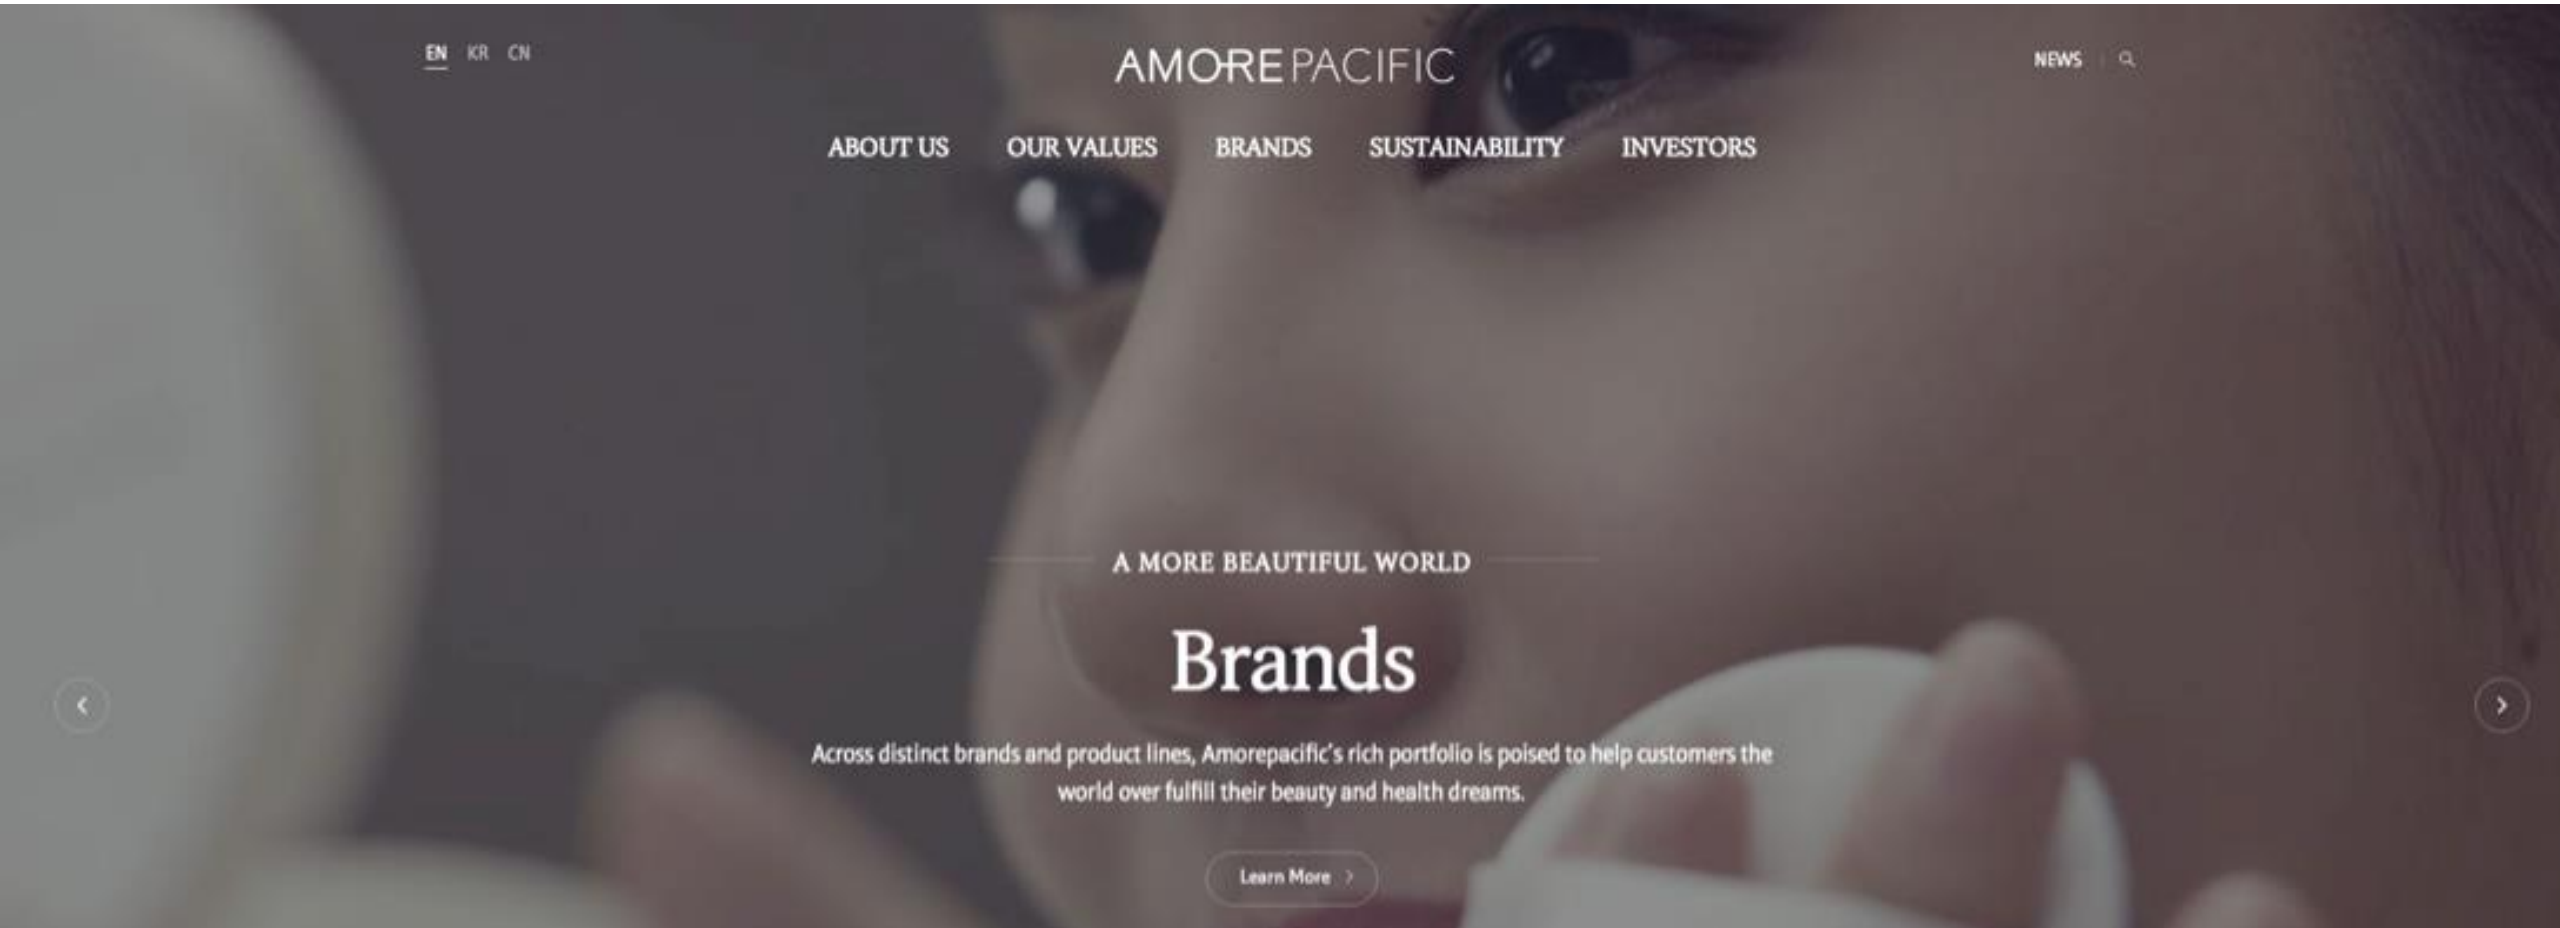 EN KR CN
AMOREPACIFIC
NEWS
ABOUT US OUR VALUES BRANDS SUSTAINABILITY INVESTORS
A MORE BEAUTIFUL WORLD
Brands
Across distinct brands and product lines, Amorepacific's rich portfolio is poised to help customers the
world over fulfill their beauty and health dreams.
Learn More